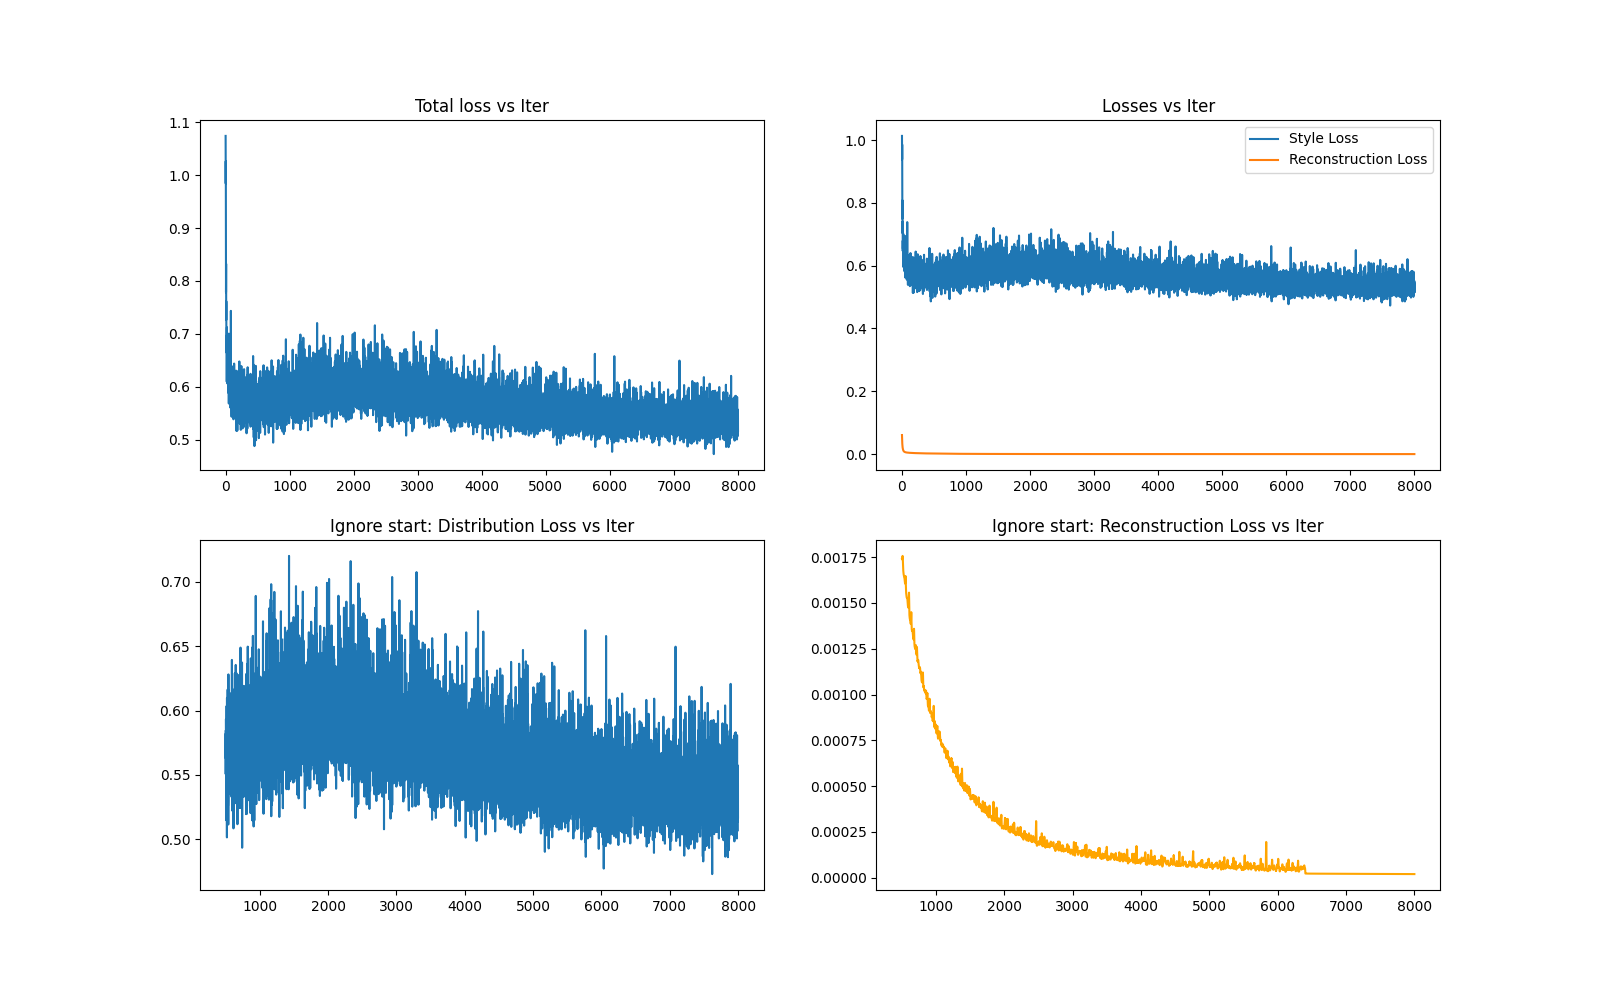 Total loss vs Iter
1.1
1.0
0.9
0.8
0.7
0.6
0.5
0 1000 2000 3000 4000 5000 6000 7000 8000
Losses vs Iter
Style Loss
Reconstruction Loss
1.0
0.8
0.6
0.4
0.2
0.0
0 1000 2000 3000 4000 5000 6000 7000 8000
Ignore start: Distribution Loss vs Iter
0.70
0.65
0.60
0.55
0.50
1000 2000 3000 4000 5000 6000 7000 8000
Ignore start: Reconstruction Loss vs Iter
0.00175
0.00150
0.00125
0.00100
0.00075
0.00050
0.00025
0.00000
1000 2000 3000 4000 5000 6000 7000 8000